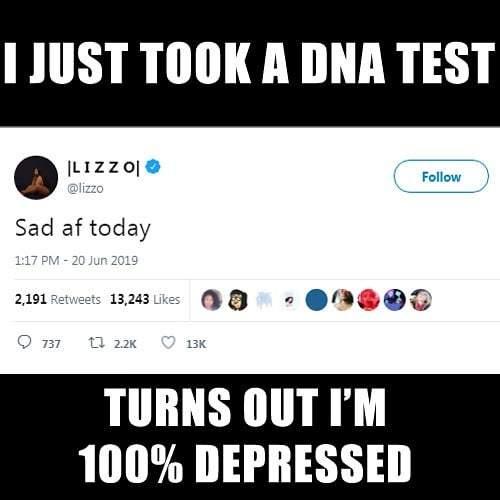 I JUST TOOK A DNA TEST
|L I Z Z O|
@lizzo
Follow
Sad af today
1:17 PM - 20 Jun 2019
2,191 Retweets 13,243 Likes
737 2.2K 13K
TURNS OUT I'M
100% DEPRESSED